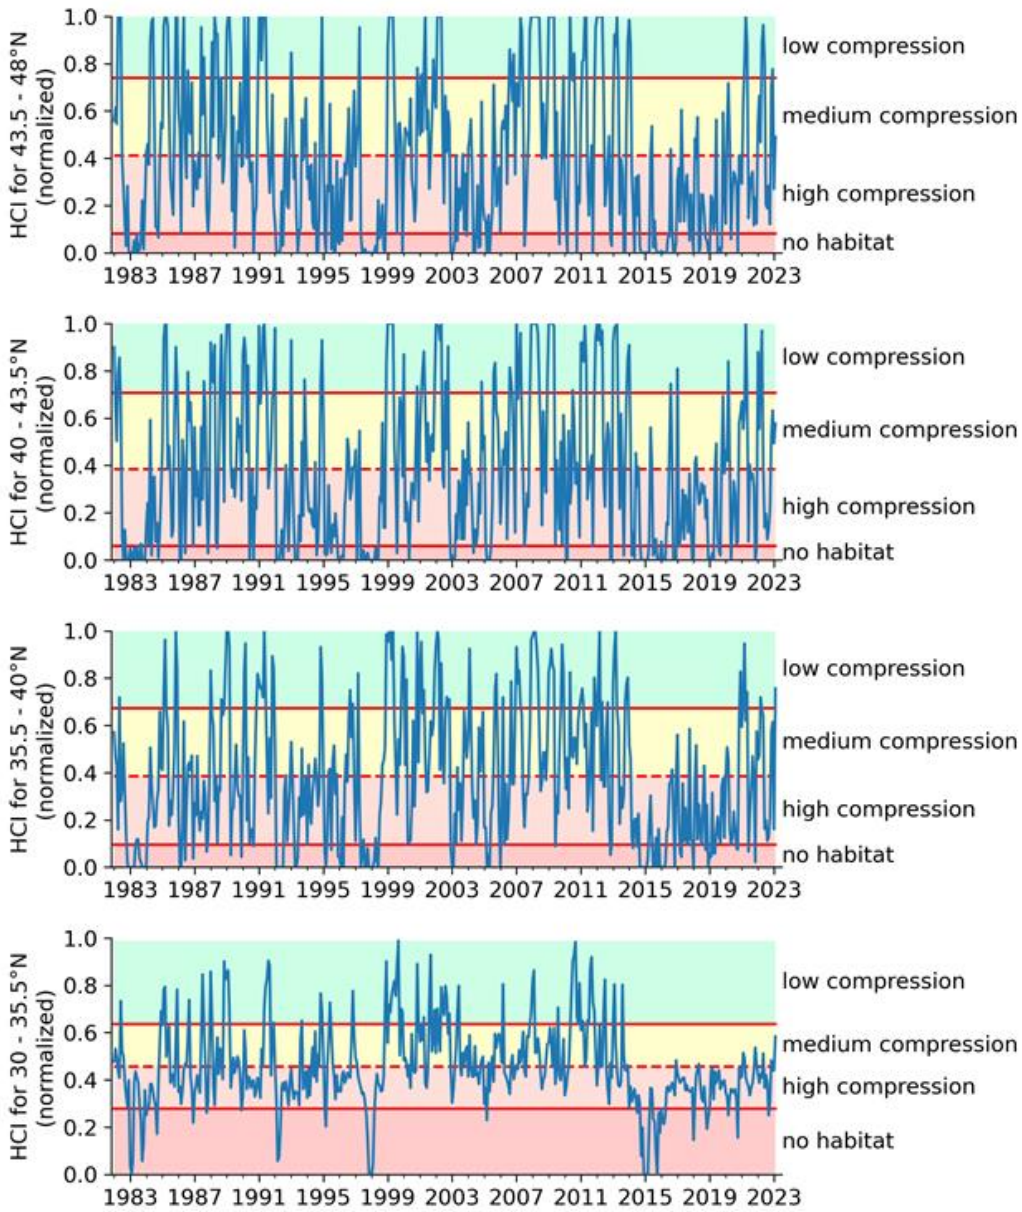 HCI for 43.5 - 48°N
(normalized)
1.0
0.8
0.6
0.4
0.2
0.0
low compression
medium compression
high compression
no habitat
1983 1987 1991 1995 1999 2003 2007 2011 2015 2019 2023
HCI for 40 - 43.5°N
(normalized)
1.0
0.8
0.6
0.4
0.2
0.0
low compression
medium compression
high compression
no habitat
1983 1987 1991 1995 1999 2003 2007 2011 2015 2019 2023
HCI for 35.5 - 40°N
(normalized)
1.0
0.8
0.6
0.4
0.2
0.0
low compression
medium compression
high compression
no habitat
1983 1987 1991 1995 1999 2003 2007 2011 2015 2019 2023
HCI for 30 - 35.5°N
(normalized)
1.0
0.8
0.6
0.4
0.2
0.0
low compression
medium compression
high compression
no habitat
1983 1987 1991 1995 1999 2003 2007 2011 2015 2019 2023